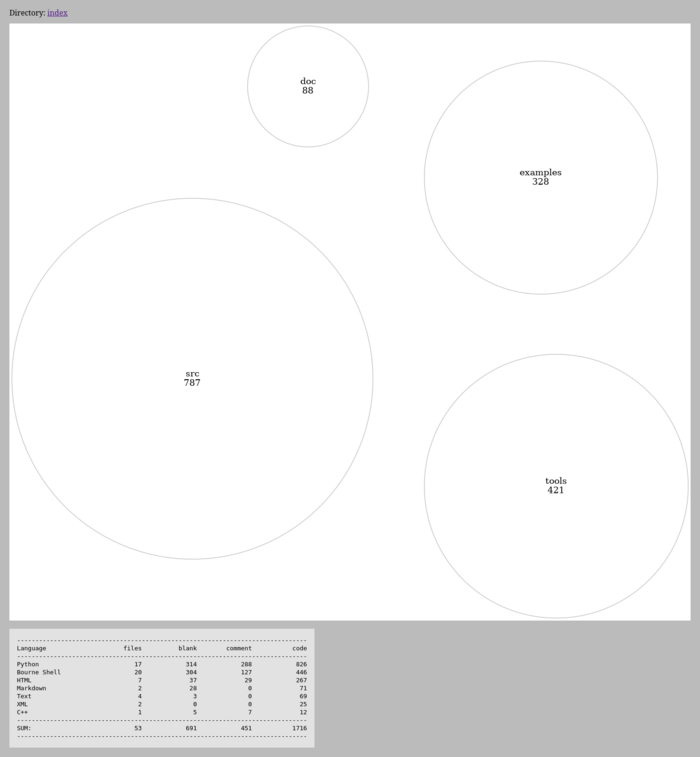 Directory: index
doc
88
examples
328
src
787
tools
421
-------------------------------------------------------------------------------
Language                     files          blank        comment           code
-------------------------------------------------------------------------------
Python                          17            314            288            826
Bourne Shell                    20            304            127            446
HTML                             7             37             29            267
Markdown                         2             28              0             71
Text                             4              3              0             69
XML                              2              0              0             25
C++                              1              5              7             12
-------------------------------------------------------------------------------
SUM:                            53            691            451           1716
-------------------------------------------------------------------------------